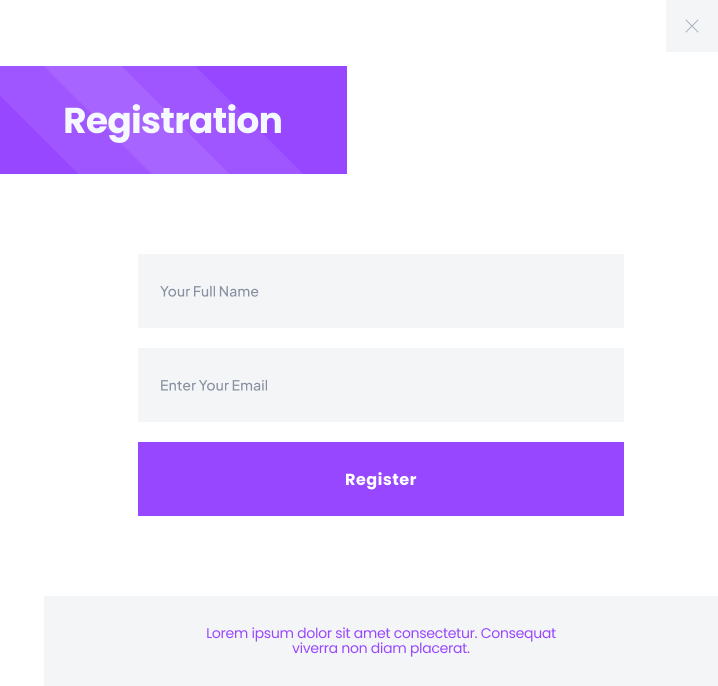 Registration
Your Full Name
Enter Your Email
Register
Lorem ipsum dolor sit amet consectetur. Consequat
viverra non diam placerat.